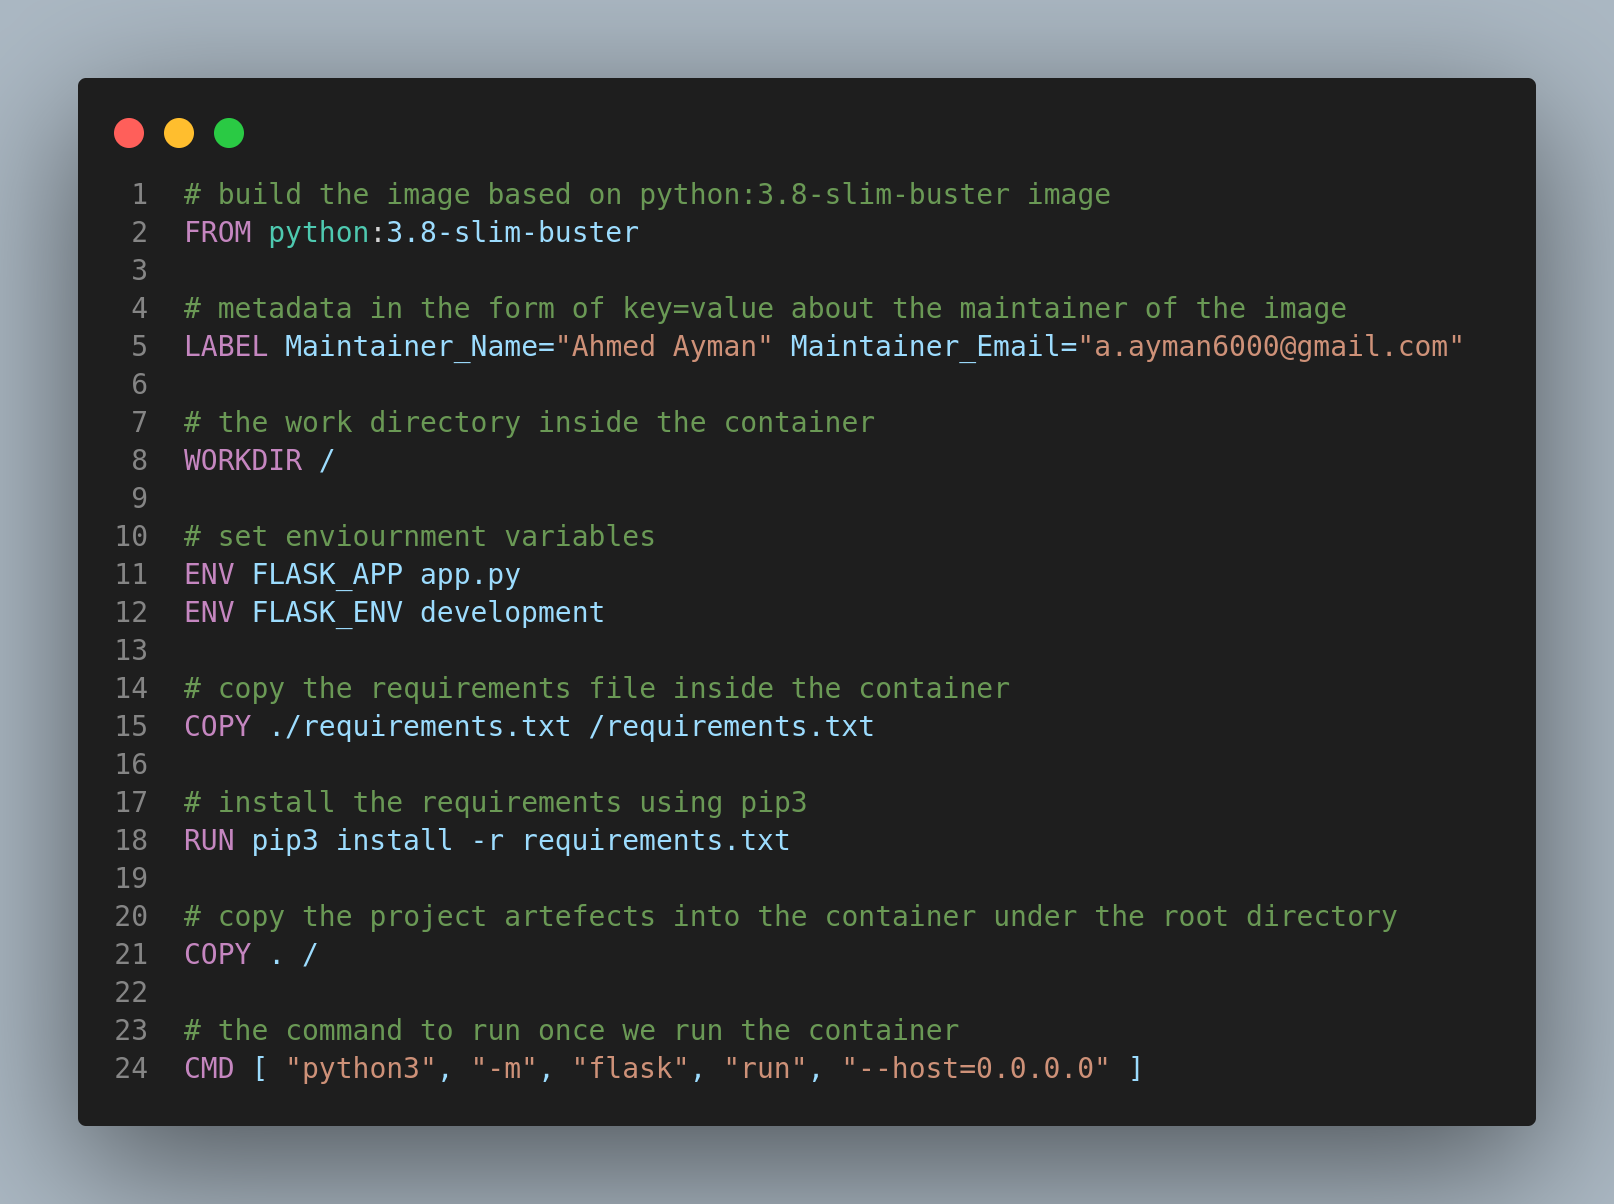 1 # build the image based on python:3.8-slim-buster image
2 FROM python:3.8-slim-buster
3
4 # metadata in the form of key=value about the maintainer of the image
5 LABEL Maintainer_Name="Ahmed Ayman" Maintainer_Email="a.ayman6000@gmail.com"
6
7 # the work directory inside the container
8 WORKDIR /
9
10 # set enviournment variables
11 ENV FLASK_APP app.py
12 ENV FLASK_ENV development
13
14 # copy the requirements file inside the container
15 COPY ./requirements.txt /requirements.txt
16
17 # install the requirements using pip3
18 RUN pip3 install -r requirements.txt
19
20 # copy the project artefects into the container under the root directory
21 COPY . /
22
23 # the command to run once we run the container
24 CMD [ "python3", "-m", "flask", "run", "--host=0.0.0.0" ]